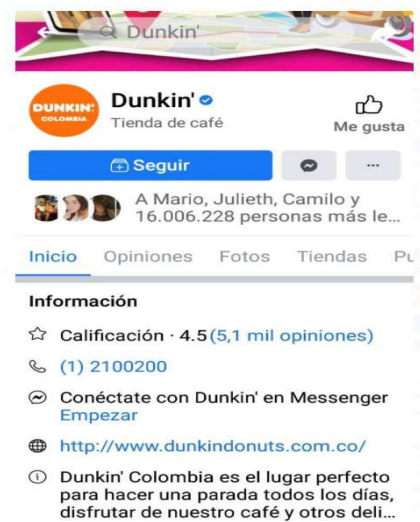 Dunkin'
DUNKIN'
COLOMBIA
Dunkin'
Tienda de café
Me gusta
Seguir
A Mario, Julieth, Camilo y
16.006.228 personas más le...
Inicio Opiniones Fotos Tiendas Pu
Información
Calificación · 4.5 (5,1 mil opiniones)
(1) 2100200
Conéctate con Dunkin' en Messenger
Empezar
http://www.dunkindonuts.com.co/
Dunkin' Colombia es el lugar perfecto
para hacer una parada todos los días,
disfrutar de nuestro café y otros deli...